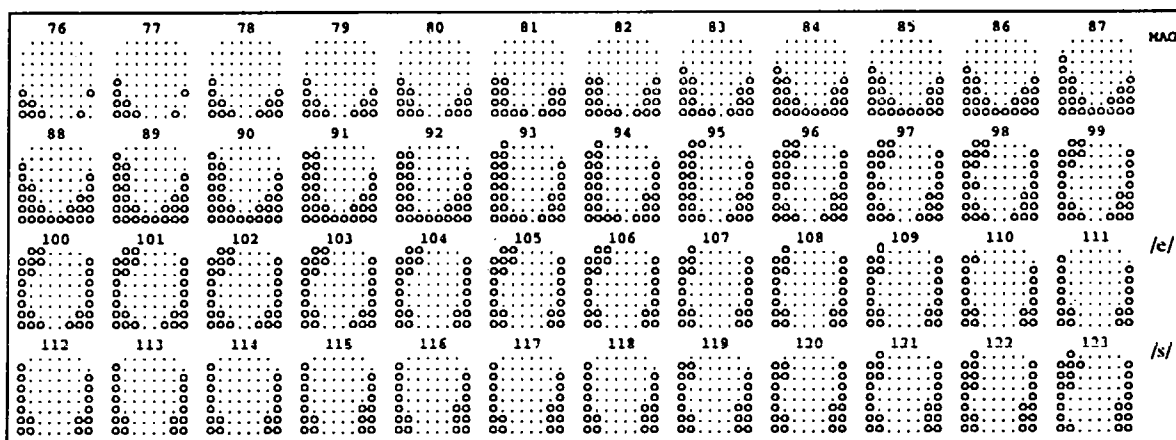 76 77 78 79 80 81 82 83 84 85 86 87 MAG
88 89 90 91 92 93 94 95 96 97 98 99
100 101 102 103 104 105 106 107 108 109 110 111 /e/
112 113 114 115 116 117 118 119 120 121 122 123 /s/